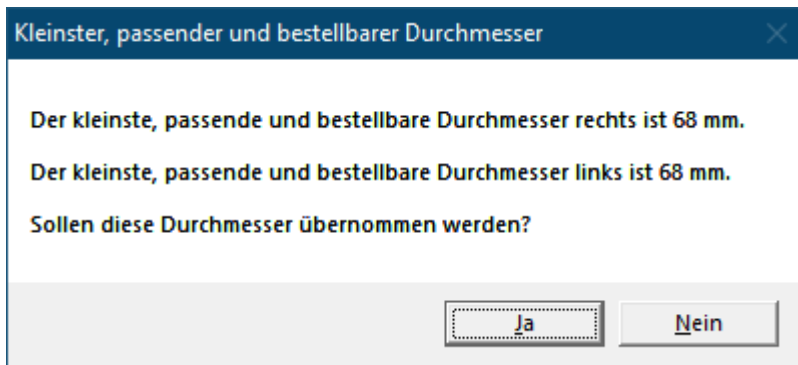 Kleinster, passender und bestellbarer Durchmesser
Der kleinste, passende und bestellbare Durchmesser rechts ist 68 mm.
Der kleinste, passende und bestellbare Durchmesser links ist 68 mm.
Sollen diese Durchmesser übernommen werden?
Ja Nein